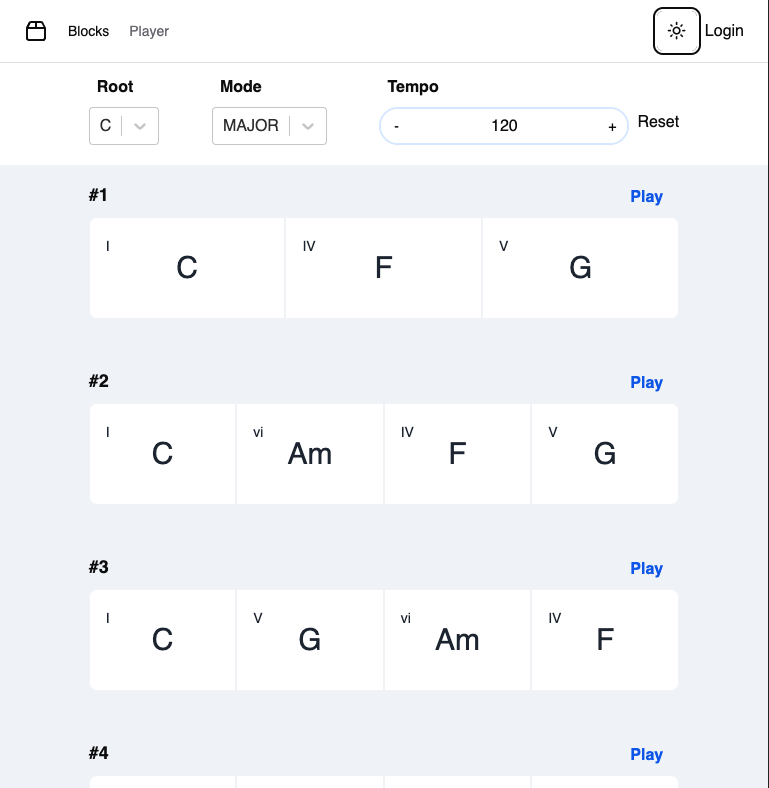 Blocks Player Login
Root Mode Tempo
C MAJOR - 120 + Reset
#1 Play
I IV V
C F G
#2 Play
I vi IV V
C Am F G
#3 Play
I V vi IV
C G Am F
#4 Play